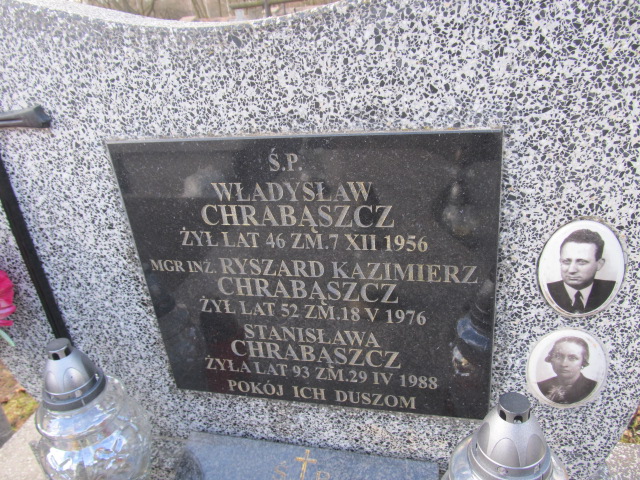 Ś.P.
WŁADYSŁAW
CHRABĄSZCZ
ŻYŁ LAT 46 ZM.7 XII 1956
MGR INŻ. RYSZARD KAZIMIERZ
CHRABĄSZCZ
ŻYŁ LAT 52 ZM.18 V 1976
STANISŁAWA
CHRABĄSZCZ
ŻYŁA LAT 93 ZM.29 IV 1988
POKÓJ ICH DUSZOM